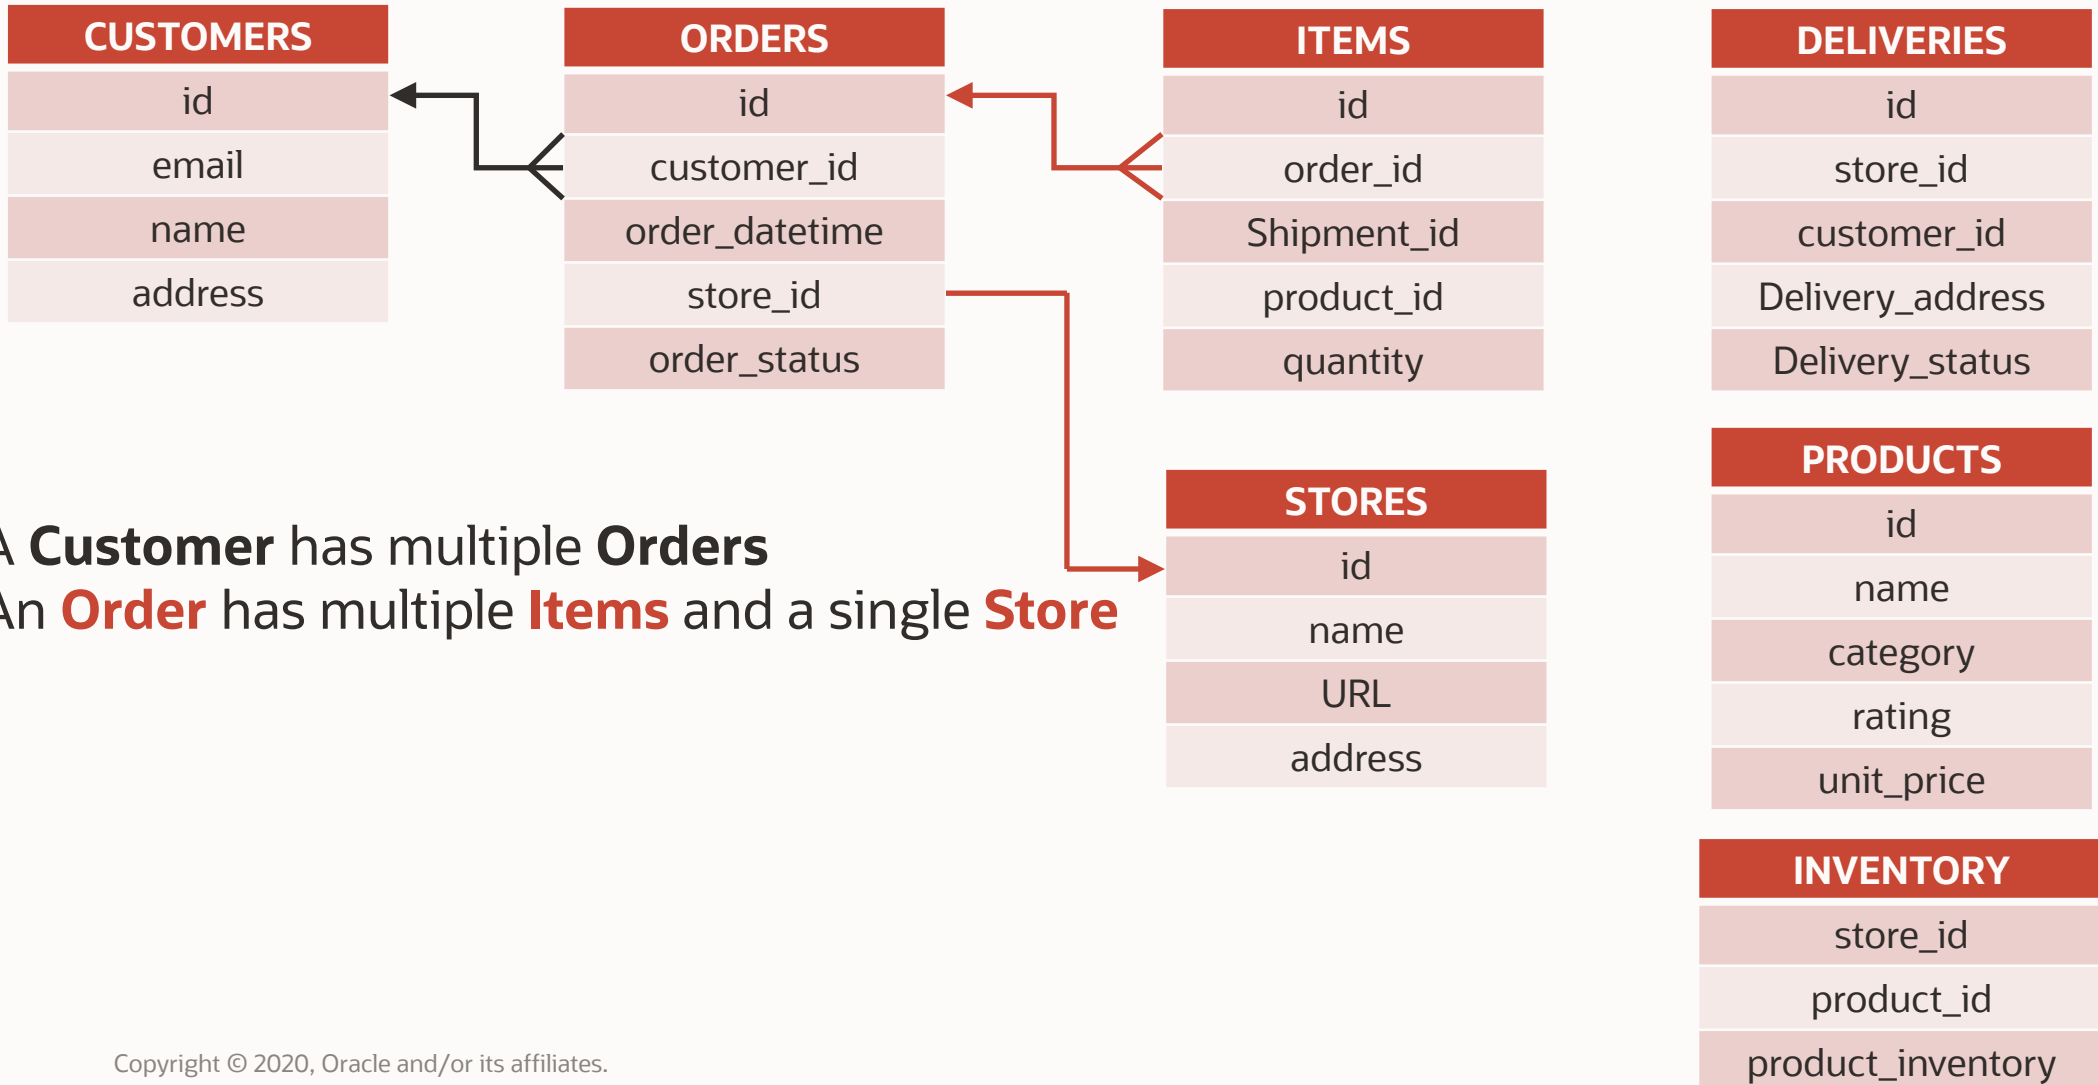 CUSTOMERS
id
email
name
address
ORDERS
id
customer_id
order_datetime
store_id
order_status
ITEMS
id
order_id
Shipment_id
product_id
quantity
DELIVERIES
id
store_id
customer_id
Delivery_address
Delivery_status
STORES
id
name
URL
address
PRODUCTS
id
name
category
rating
unit_price
INVENTORY
store_id
product_id
product_inventory
A Customer has multiple Orders
An Order has multiple Items and a single Store
Copyright © 2020, Oracle and/or its affiliates.